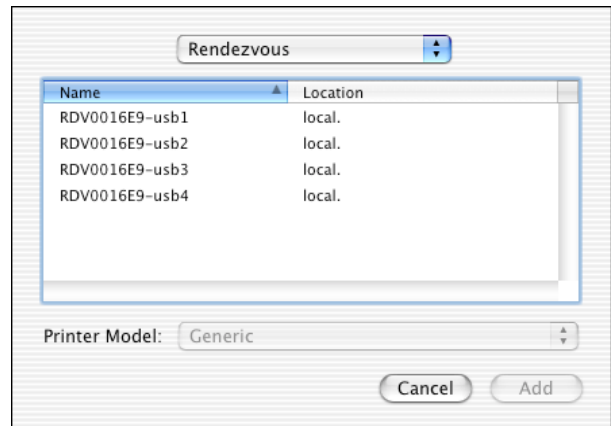 Rendezvous
Name Location
RDV0016E9-usb1 local.
RDV0016E9-usb2 local.
RDV0016E9-usb3 local.
RDV0016E9-usb4 local.
Printer Model: Generic
Cancel Add